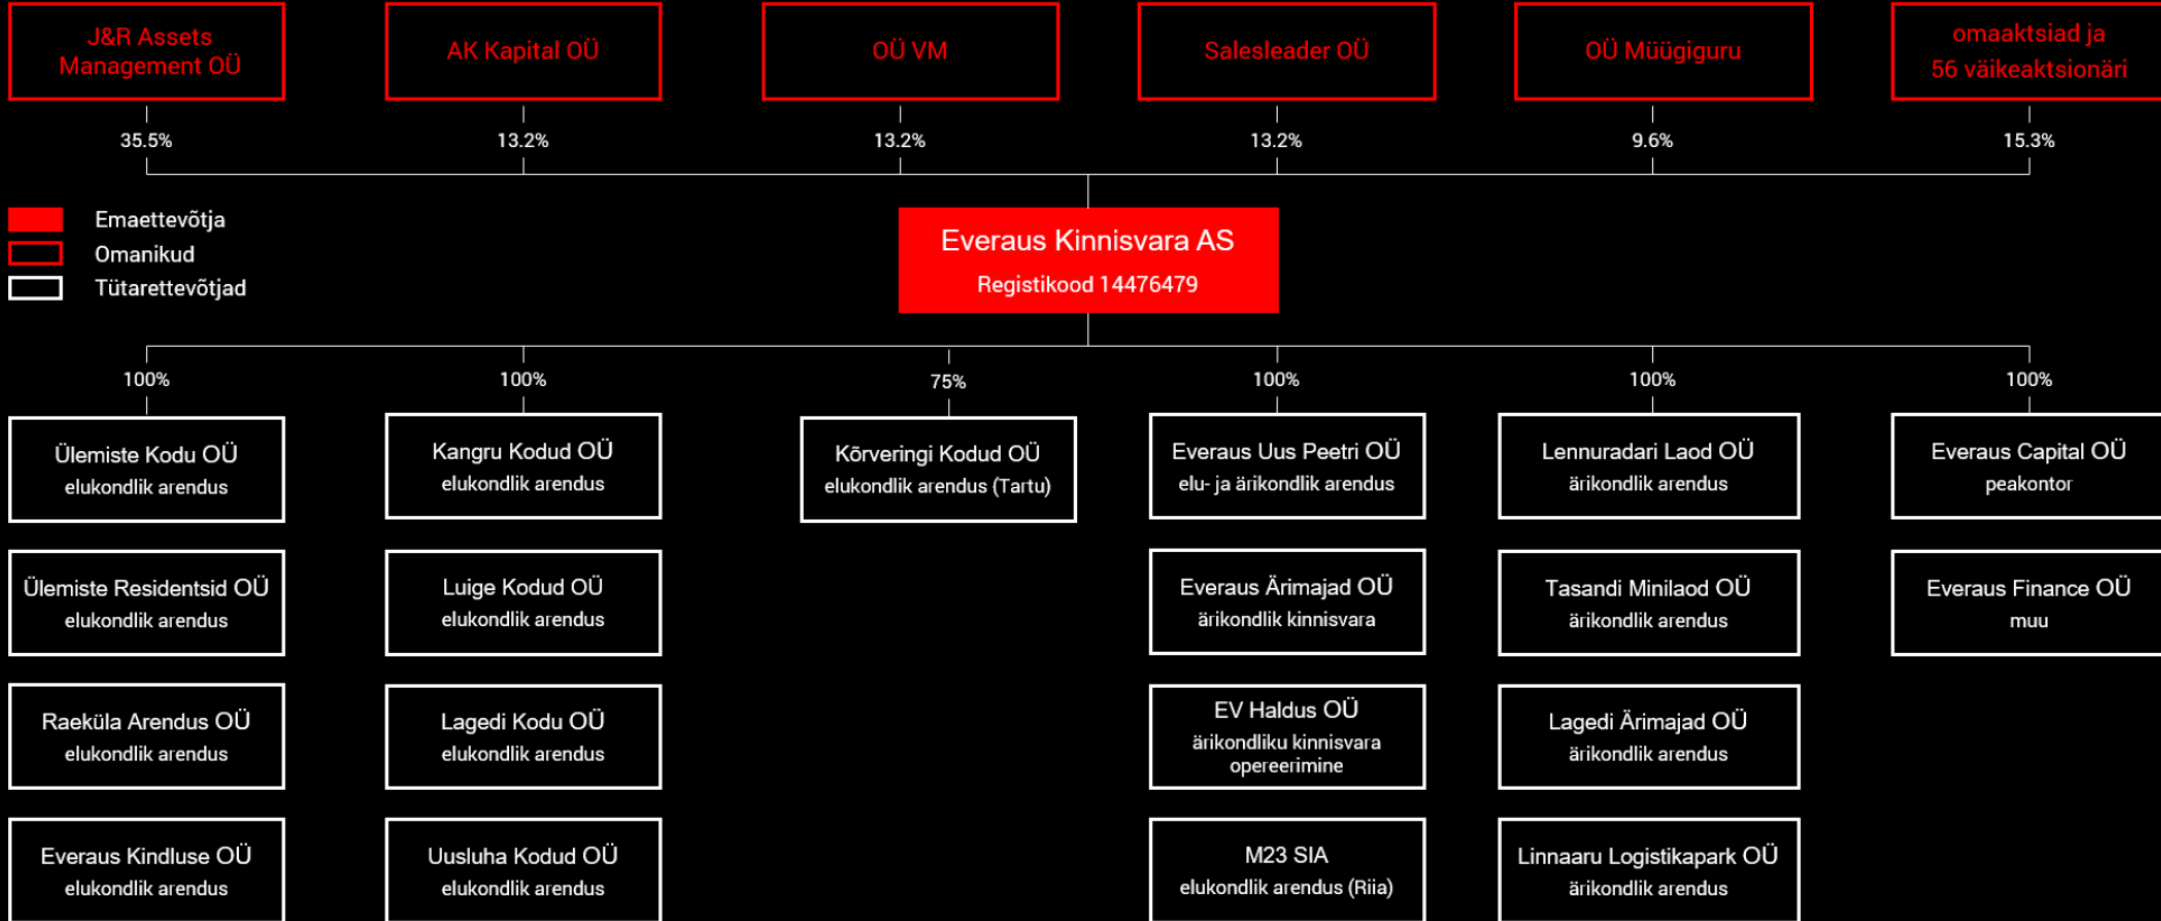 J&R Assets
Management OÜ
AK Kapital OÜ
OÜ VM
Salesleader OÜ
OÜ Müügiguru
omaaktsiad ja
56 väikeaktsionäri
35.5%
13.2%
13.2%
13.2%
9.6%
15.3%
Emaettevõtja
Omanikud
Tütarettevõtjad
Everaus Kinnisvara AS
Registikood 14476479
100%
100%
75%
100%
100%
100%
Ülemiste Kodu OÜ
elukondlik arendus
Kangru Kodud OÜ
elukondlik arendus
Kõrveringi Kodud OÜ
elukondlik arendus (Tartu)
Everaus Uus Peetri OÜ
elu- ja ärikondlik arendus
Lennuradari Laod OÜ
ärikondlik arendus
Everaus Capital OÜ
peakontor
Ülemiste Residentsid OÜ
elukondlik arendus
Luige Kodud OÜ
elukondlik arendus
Everaus Ärimajad OÜ
ärikondlik kinnisvara
Tasandi Minilaod OÜ
ärikondlik arendus
Everaus Finance OÜ
muu
Raeküla Arendus OÜ
elukondlik arendus
Lagedi Kodu OÜ
elukondlik arendus
EV Haldus OÜ
ärikondliku kinnisvara
opereerimine
Lagedi Ärimajad OÜ
ärikondlik arendus
Everaus Kindluse OÜ
elukondlik arendus
Uusluha Kodud OÜ
elukondlik arendus
M23 SIA
elukondlik arendus (Riia)
Linnaaru Logistikapark OÜ
ärikondlik arendus